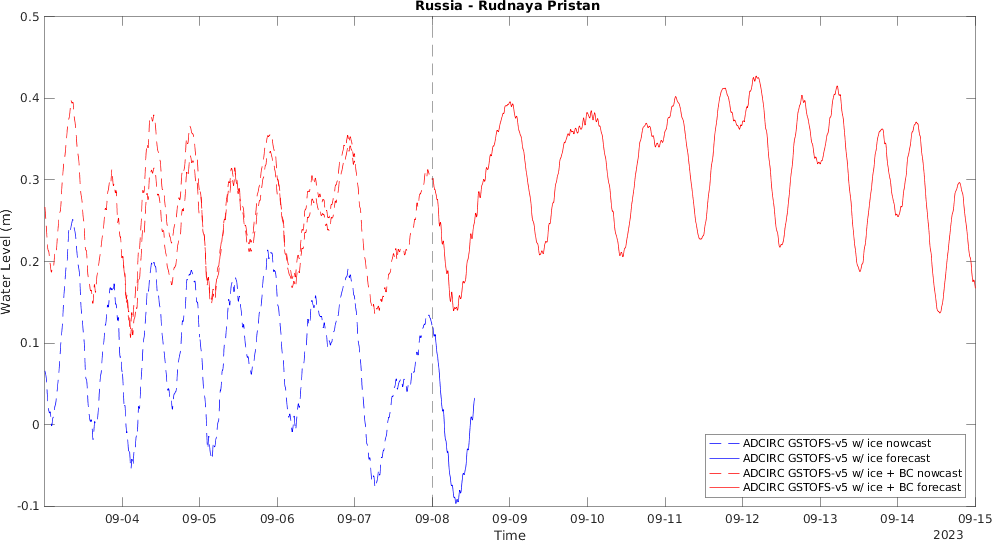 Russia - Rudnaya Pristan
0.5
0.4
0.3
0.2
0.1
0
-0.1
Water Level (m)
09-04 09-05 09-06 09-07 09-08 09-09 09-10 09-11 09-12 09-13 09-14 09-15
Time
2023
ADCIRC GSTOFS-v5 w/ ice nowcast
ADCIRC GSTOFS-v5 w/ ice forecast
ADCIRC GSTOFS-v5 w/ ice + BC nowcast
ADCIRC GSTOFS-v5 w/ ice + BC forecast